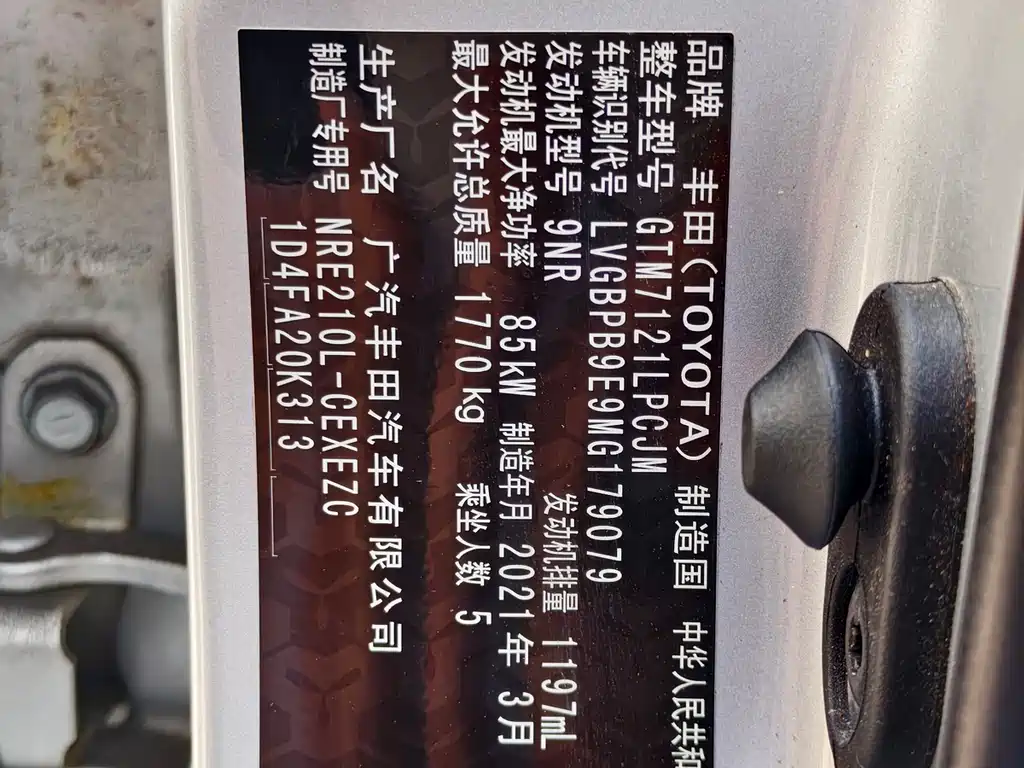 品牌 丰田(TOYOTA) 制造国 中华人民共和
整车型号 GTM7121LPCJM
车辆识别代号 LVGBPB9E9MG179079
发动机型号 9NR 发动机排量 1197mL
发动机最大净功率 85kW 制造年月 2021年 3月
最大允许总质量 1770kg 乘坐人数 5
生产厂名 广汽丰田汽车有限公司
制造厂专用号 NRE210L-CEXEEZC
1D4FA20K313